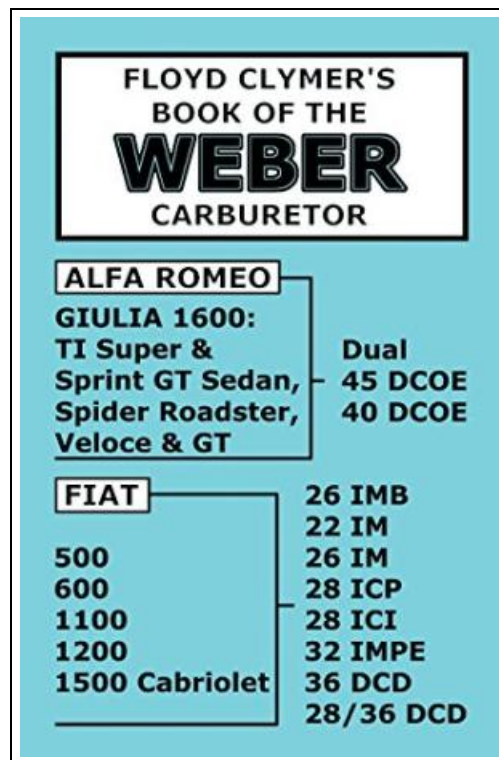 FLOYD CLYMER'S
BOOK OF THE
WEBER
CARBURETOR
ALFA ROMEO
GIULIA 1600:
TI Super &
Sprint GT Sedan,
Spider Roadster,
Veloce & GT
Dual
45 DCOE
40 DCOE
FIAT
500
600
1100
1200
1500 Cabriolet
26 IMB
22 IM
26 IM
28 ICP
28 ICI
32 IMPE
36 DCD
28/36 DCD